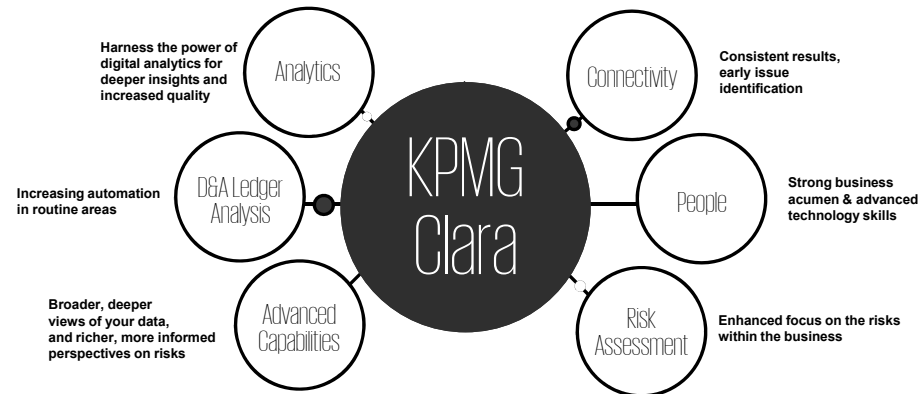 Harness the power of
digital analytics for
deeper insights and
increased quality
Analytics
Connectivity
Consistent results,
early issue
identification
KPMG
Clara
Increasing automation
in routine areas
D&A Ledger
Analysis
People
Strong business
acumen & advanced
technology skills
Broader, deeper
views of your data,
and richer, more informed
perspectives on risks
Advanced
Capabilities
Risk
Assessment
Enhanced focus on the risks
within the business